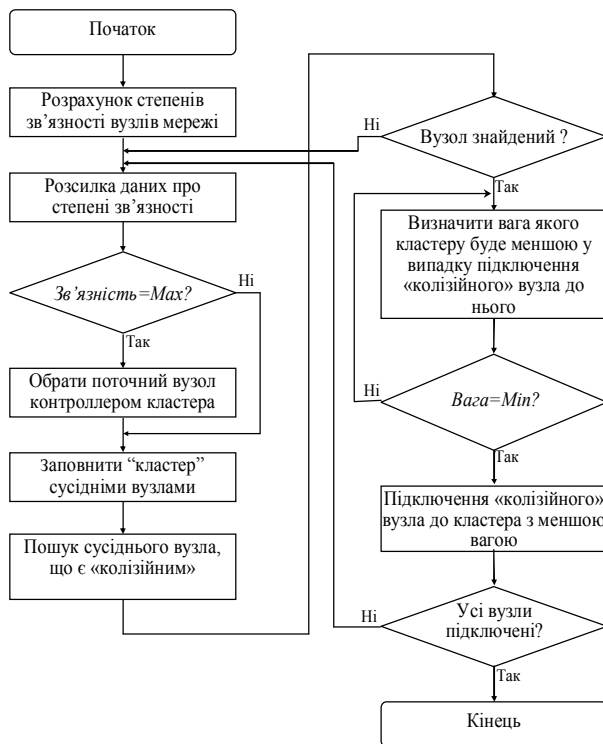 Початок
Розрахунок степенів
зв’язності вузлів мережі
Розсилка даних про
степені зв’язності
Зв’язність=Max?
Ні
Так
Обрати поточний вузол
контроллером кластера
Заповнити “кластер”
сусідніми вузлами
Пошук сусіднього вузла,
що є «колізійним»
Ні
Вузол знайдений ?
Так
Визначити вага якого
кластеру буде меншою у
випадку підключення
«колізійного» вузла до
нього
Ні
Вага=Min?
Так
Підключення «колізійного»
вузла до кластера з меншою
вагою
Ні
Усі вузли
підключені?
Так
Кінець